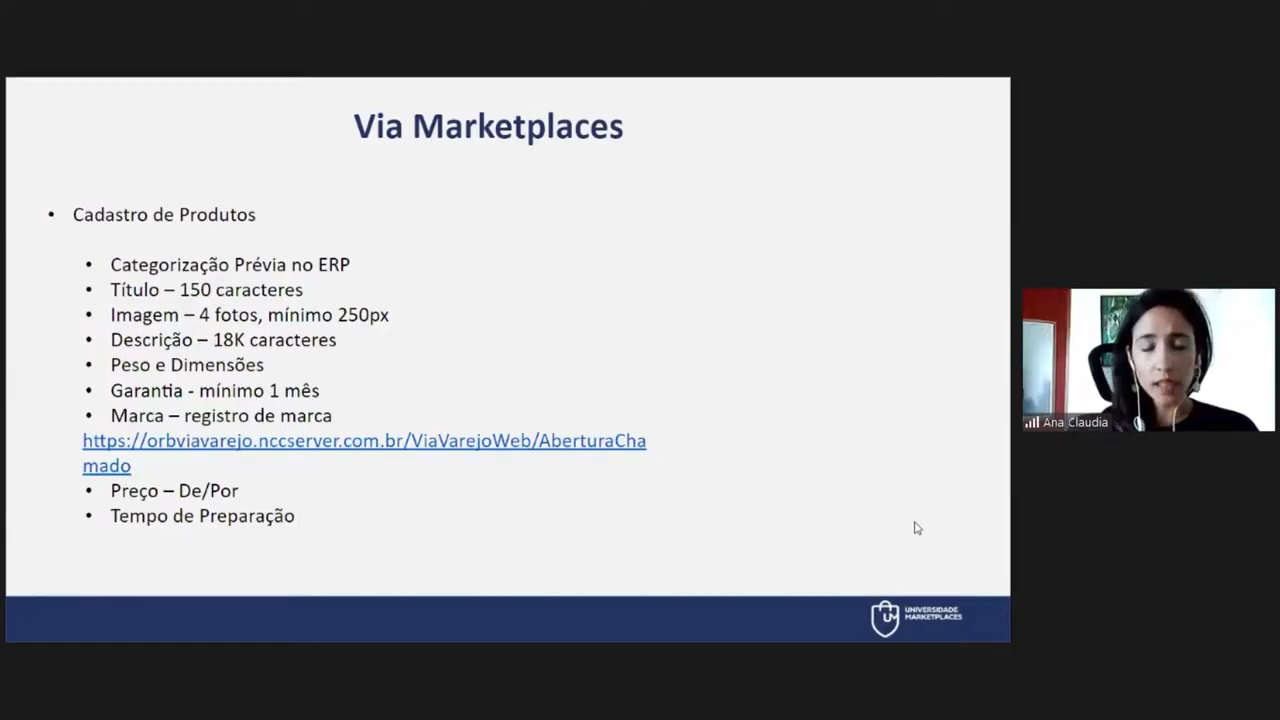 Via Marketplaces
• Cadastro de Produtos
• Categorização Prévia no ERP
• Título – 150 caracteres
• Imagem – 4 fotos, mínimo 250px
• Descrição – 18K caracteres
• Peso e Dimensões
• Garantia - mínimo 1 mês
• Marca – registro de marca
https://orbviavarejo.nccserver.com.br/ViaVarejoWeb/AberturaCha
mado
• Preço – De/Por
• Tempo de Preparação
Ana Claudia
UM
UNIVERSIDADE
MARKETPLACES